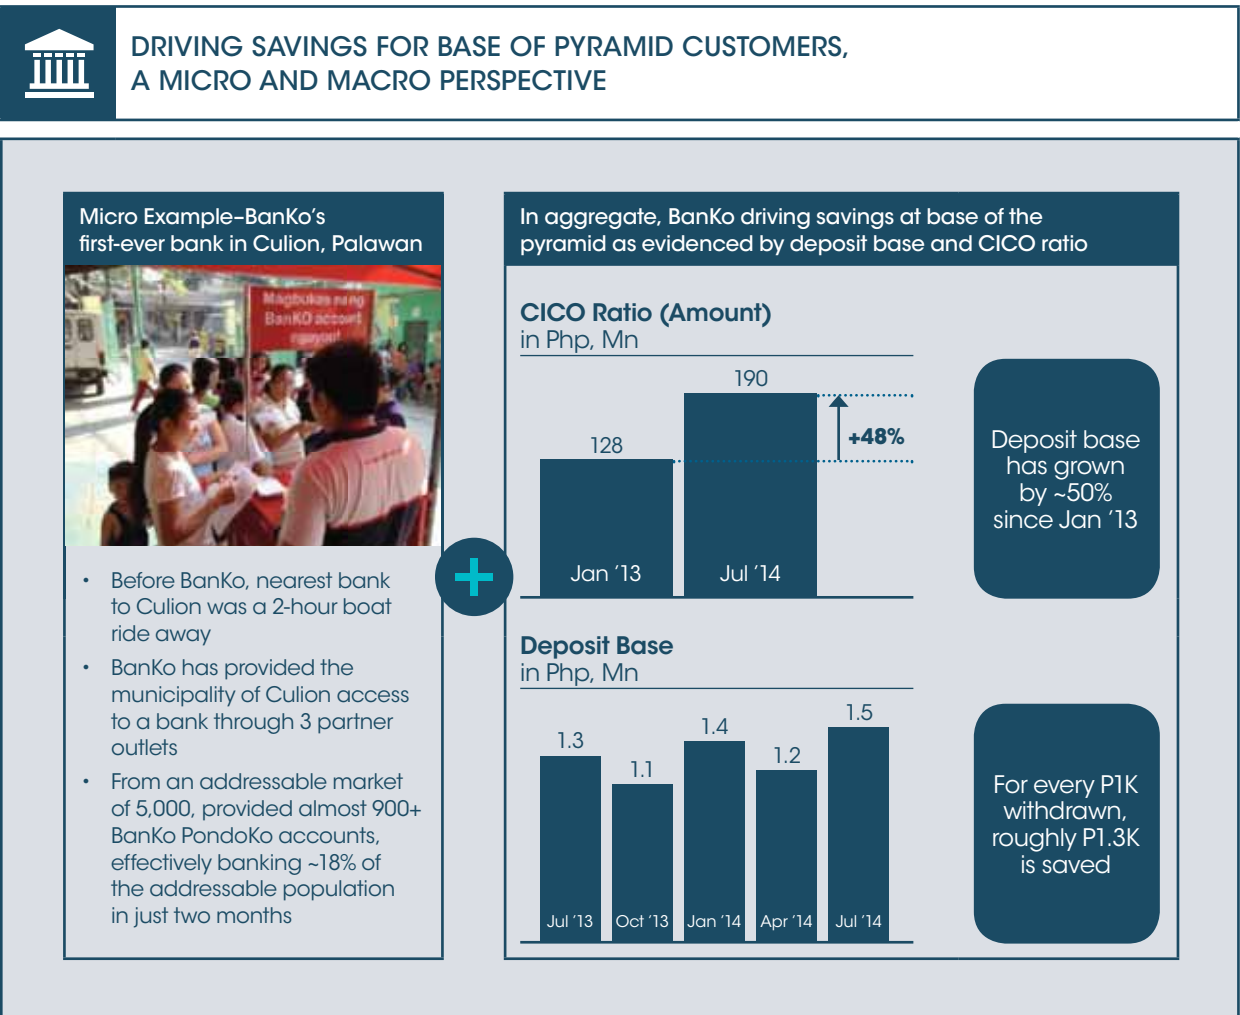 DRIVING SAVINGS FOR BASE OF PYRAMID CUSTOMERS,
A MICRO AND MACRO PERSPECTIVE
Micro Example–BanKo’s
first-ever bank in Culion, Palawan
Magbukas na ng
BanKO account
ngayon!
• Before BanKo, nearest bank
to Culion was a 2-hour boat
ride away
• BanKo has provided the
municipality of Culion access
to a bank through 3 partner
outlets
• From an addressable market
of 5,000, provided almost 900+
BanKo PondoKo accounts,
effectively banking ~18% of
the addressable population
in just two months
+
In aggregate, BanKo driving savings at base of the
pyramid as evidenced by deposit base and CICO ratio
CICO Ratio (Amount)
in Php, Mn
128
190
+48%
Jan ’13
Jul ’14
Deposit base
has grown
by ~50%
since Jan ’13
Deposit Base
in Php, Mn
1.3
1.1
1.4
1.2
1.5
Jul ’13
Oct ’13
Jan ’14
Apr ’14
Jul ’14
For every P1K
withdrawn,
roughly P1.3K
is saved